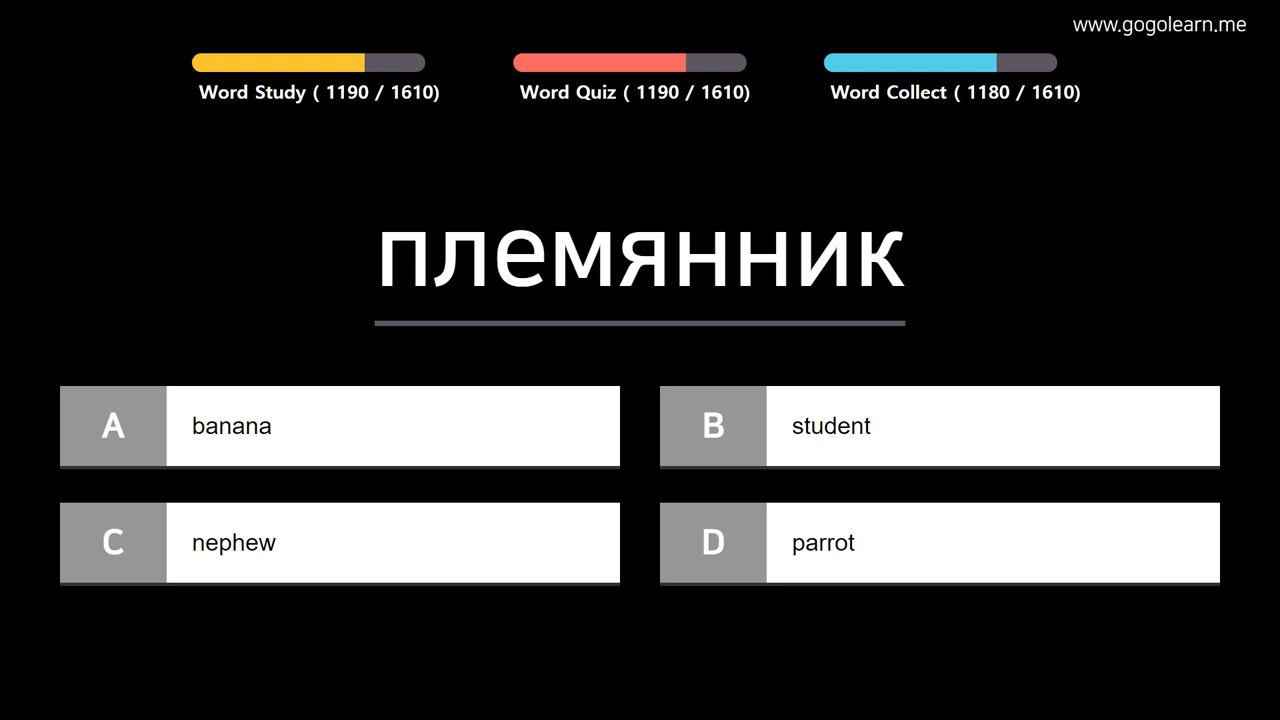 www.gogolearn.me
Word Study ( 1190 / 1610)
Word Quiz ( 1190 / 1610)
Word Collect ( 1180 / 1610)
племянник
A banana
B student
C nephew
D parrot